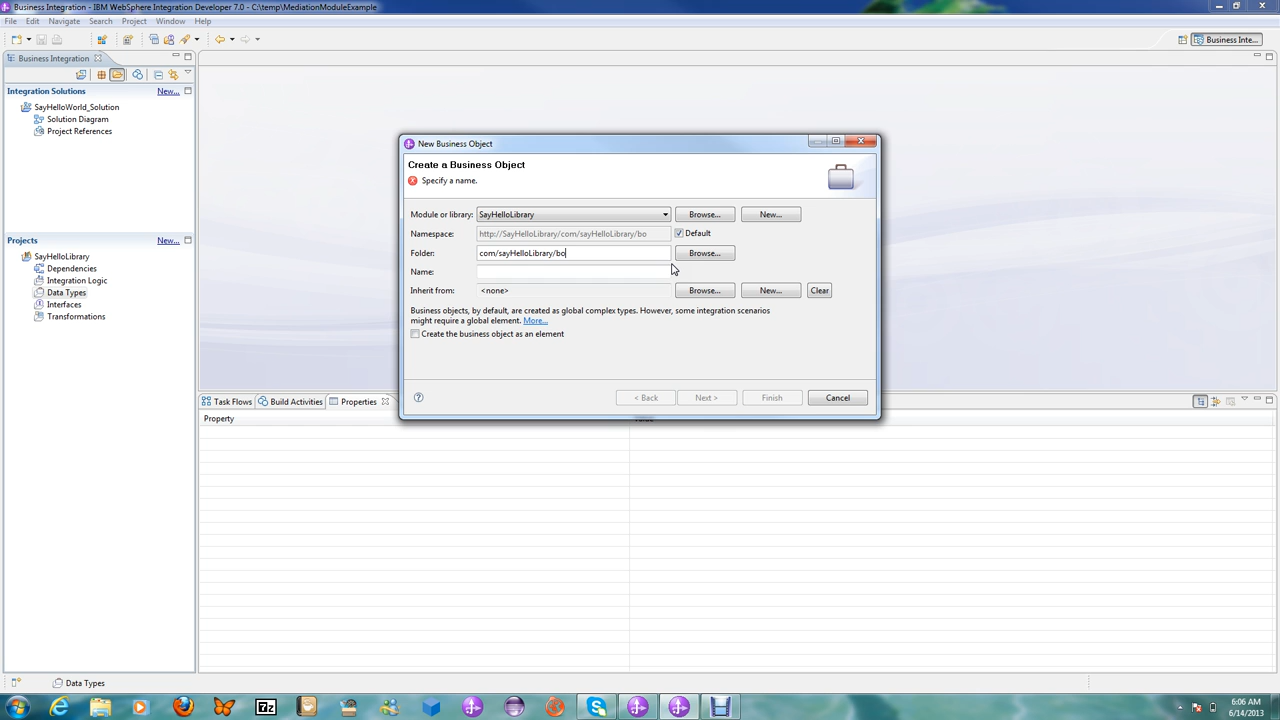 Business Integration - IBM WebSphere Integration Developer 7.0 - C:\temp\MediationModuleExample
File Edit Navigate Search Project Window Help
Business Inte...
Business Integration
Integration Solutions New...
SayHelloWorld_Solution
Solution Diagram
Project References
Projects New...
SayHelloLibrary
Dependencies
Integration Logic
Data Types
Interfaces
Transformations
New Business Object
Create a Business Object
Specify a name.
Module or library: SayHelloLibrary Browse... New...
Namespace: http://SayHelloLibrary/com/sayHelloLibrary/bo Default
Folder: com/sayHelloLibrary/bo Browse...
Name:
Inherit from: <none> Browse... New... Clear
Business objects, by default, are created as global complex types. However, some integration scenarios
might require a global element. More...
Create the business object as an element
< Back Next > Finish Cancel
Task Flows Build Activities Properties
Property
Data Types
7z
6:06 AM
6/14/2013